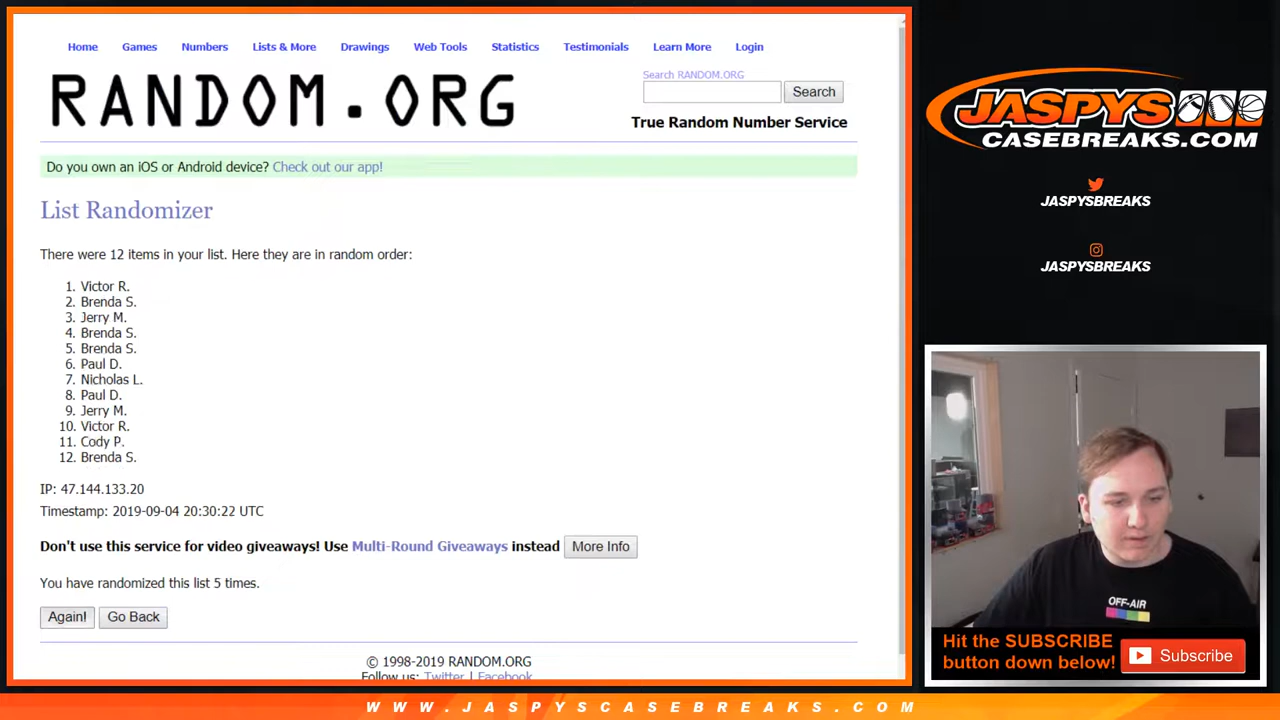 Home Games Numbers Lists & More Drawings Web Tools Statistics Testimonials Learn More Login
RANDOM.ORG
Search RANDOM.ORG
Search
True Random Number Service
Do you own an iOS or Android device? Check out our app!
List Randomizer
There were 12 items in your list. Here they are in random order:
1. Victor R.
2. Brenda S.
3. Jerry M.
4. Brenda S.
5. Brenda S.
6. Paul D.
7. Nicholas L.
8. Paul D.
9. Jerry M.
10. Victor R.
11. Cody P.
12. Brenda S.
IP: 47.144.133.20
Timestamp: 2019-09-04 20:30:22 UTC
Don't use this service for video giveaways! Use Multi-Round Giveaways instead More Info
You have randomized this list 5 times.
Again! Go Back
© 1998-2019 RANDOM.ORG
Follow us: Twitter | Facebook
JASPYS
CASEBREAKS.COM
JASPYSBREAKS
JASPYSBREAKS
OFF-AIR
Hit the SUBSCRIBE
button down below!
Subscribe
WWW.JASPYSCASEBREAKS.COM